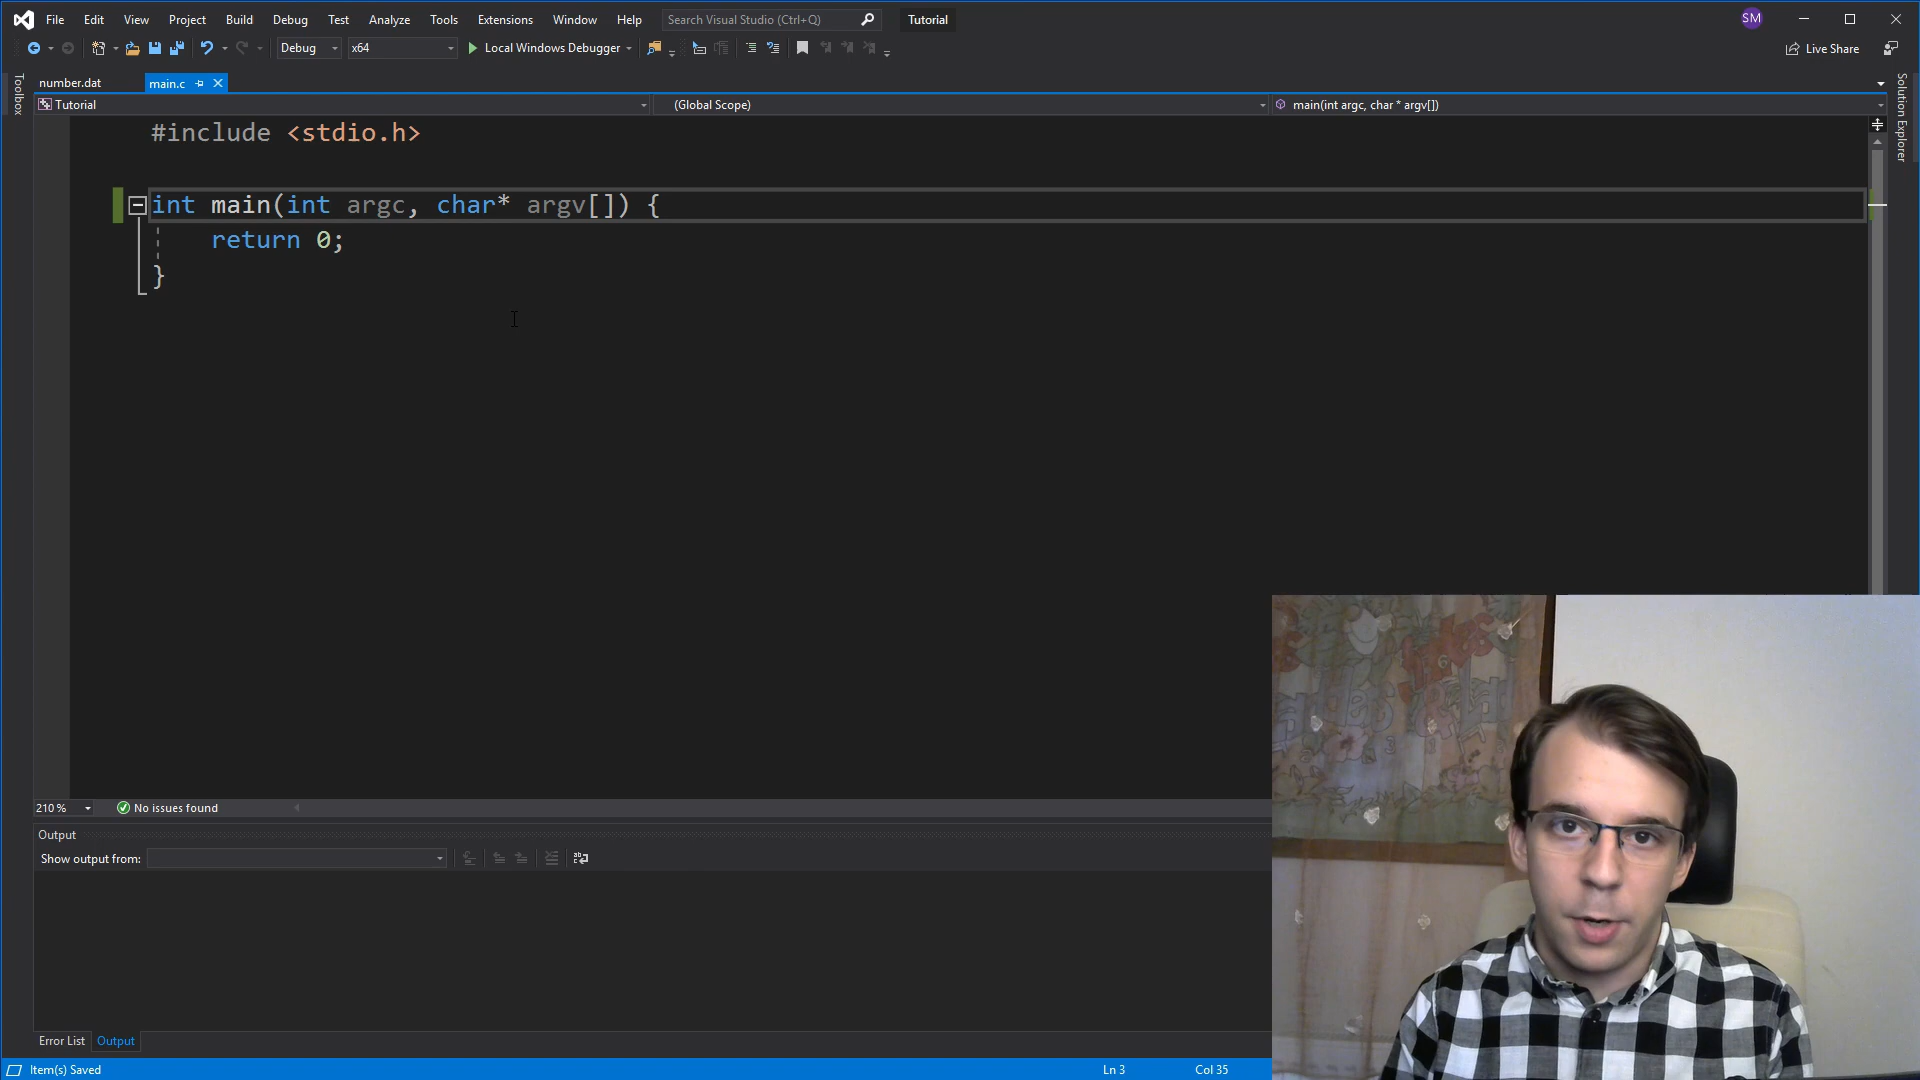 File Edit View Project Build Debug Test Analyze Tools Extensions Window Help Search Visual Studio (Ctrl+Q) Tutorial SM
Debug x64 Local Windows Debugger Live Share
Toolbox
number.dat main.c
Solution Explorer
Tutorial (Global Scope) main(int argc, char * argv[])
#include <stdio.h>
int main(int argc, char* argv[]) {
return 0;
}
210 % No issues found
Output
Show output from:
Error List Output
Item(s) Saved Ln 3 Col 35